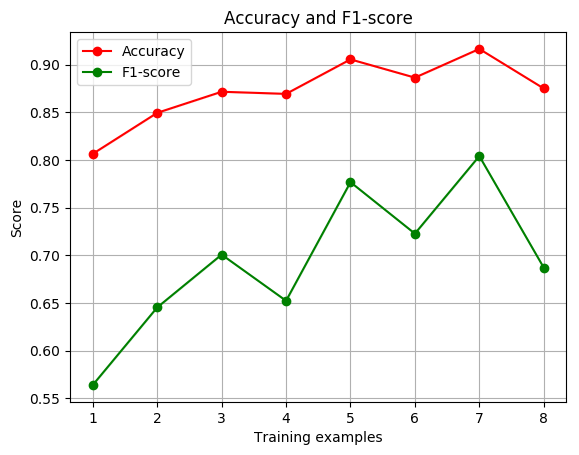 Accuracy and F1-score
Accuracy
F1-score
0.90
0.85
0.80
0.75
0.70
0.65
0.60
0.55
Score
1 2 3 4 5 6 7 8
Training examples